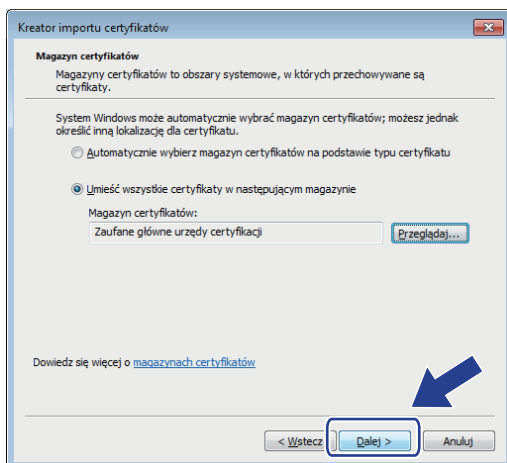 Kreator importu certyfikatów
Magazyn certyfikatów
Magazyny certyfikatów to obszary systemowe, w których przechowywane są
certyfikaty.
System Windows może automatycznie wybrać magazyn certyfikatów; możesz jednak
określić inną lokalizację dla certyfikatu.
Automatycznie wybierz magazyn certyfikatów na podstawie typu certyfikatu
Umieść wszystkie certyfikaty w następującym magazynie
Magazyn certyfikatów:
Zaufane główne urzędy certyfikacji
Przeglądaj...
Dowiedz się więcej o magazynach certyfikatów
< Wstecz Dalej > Anuluj